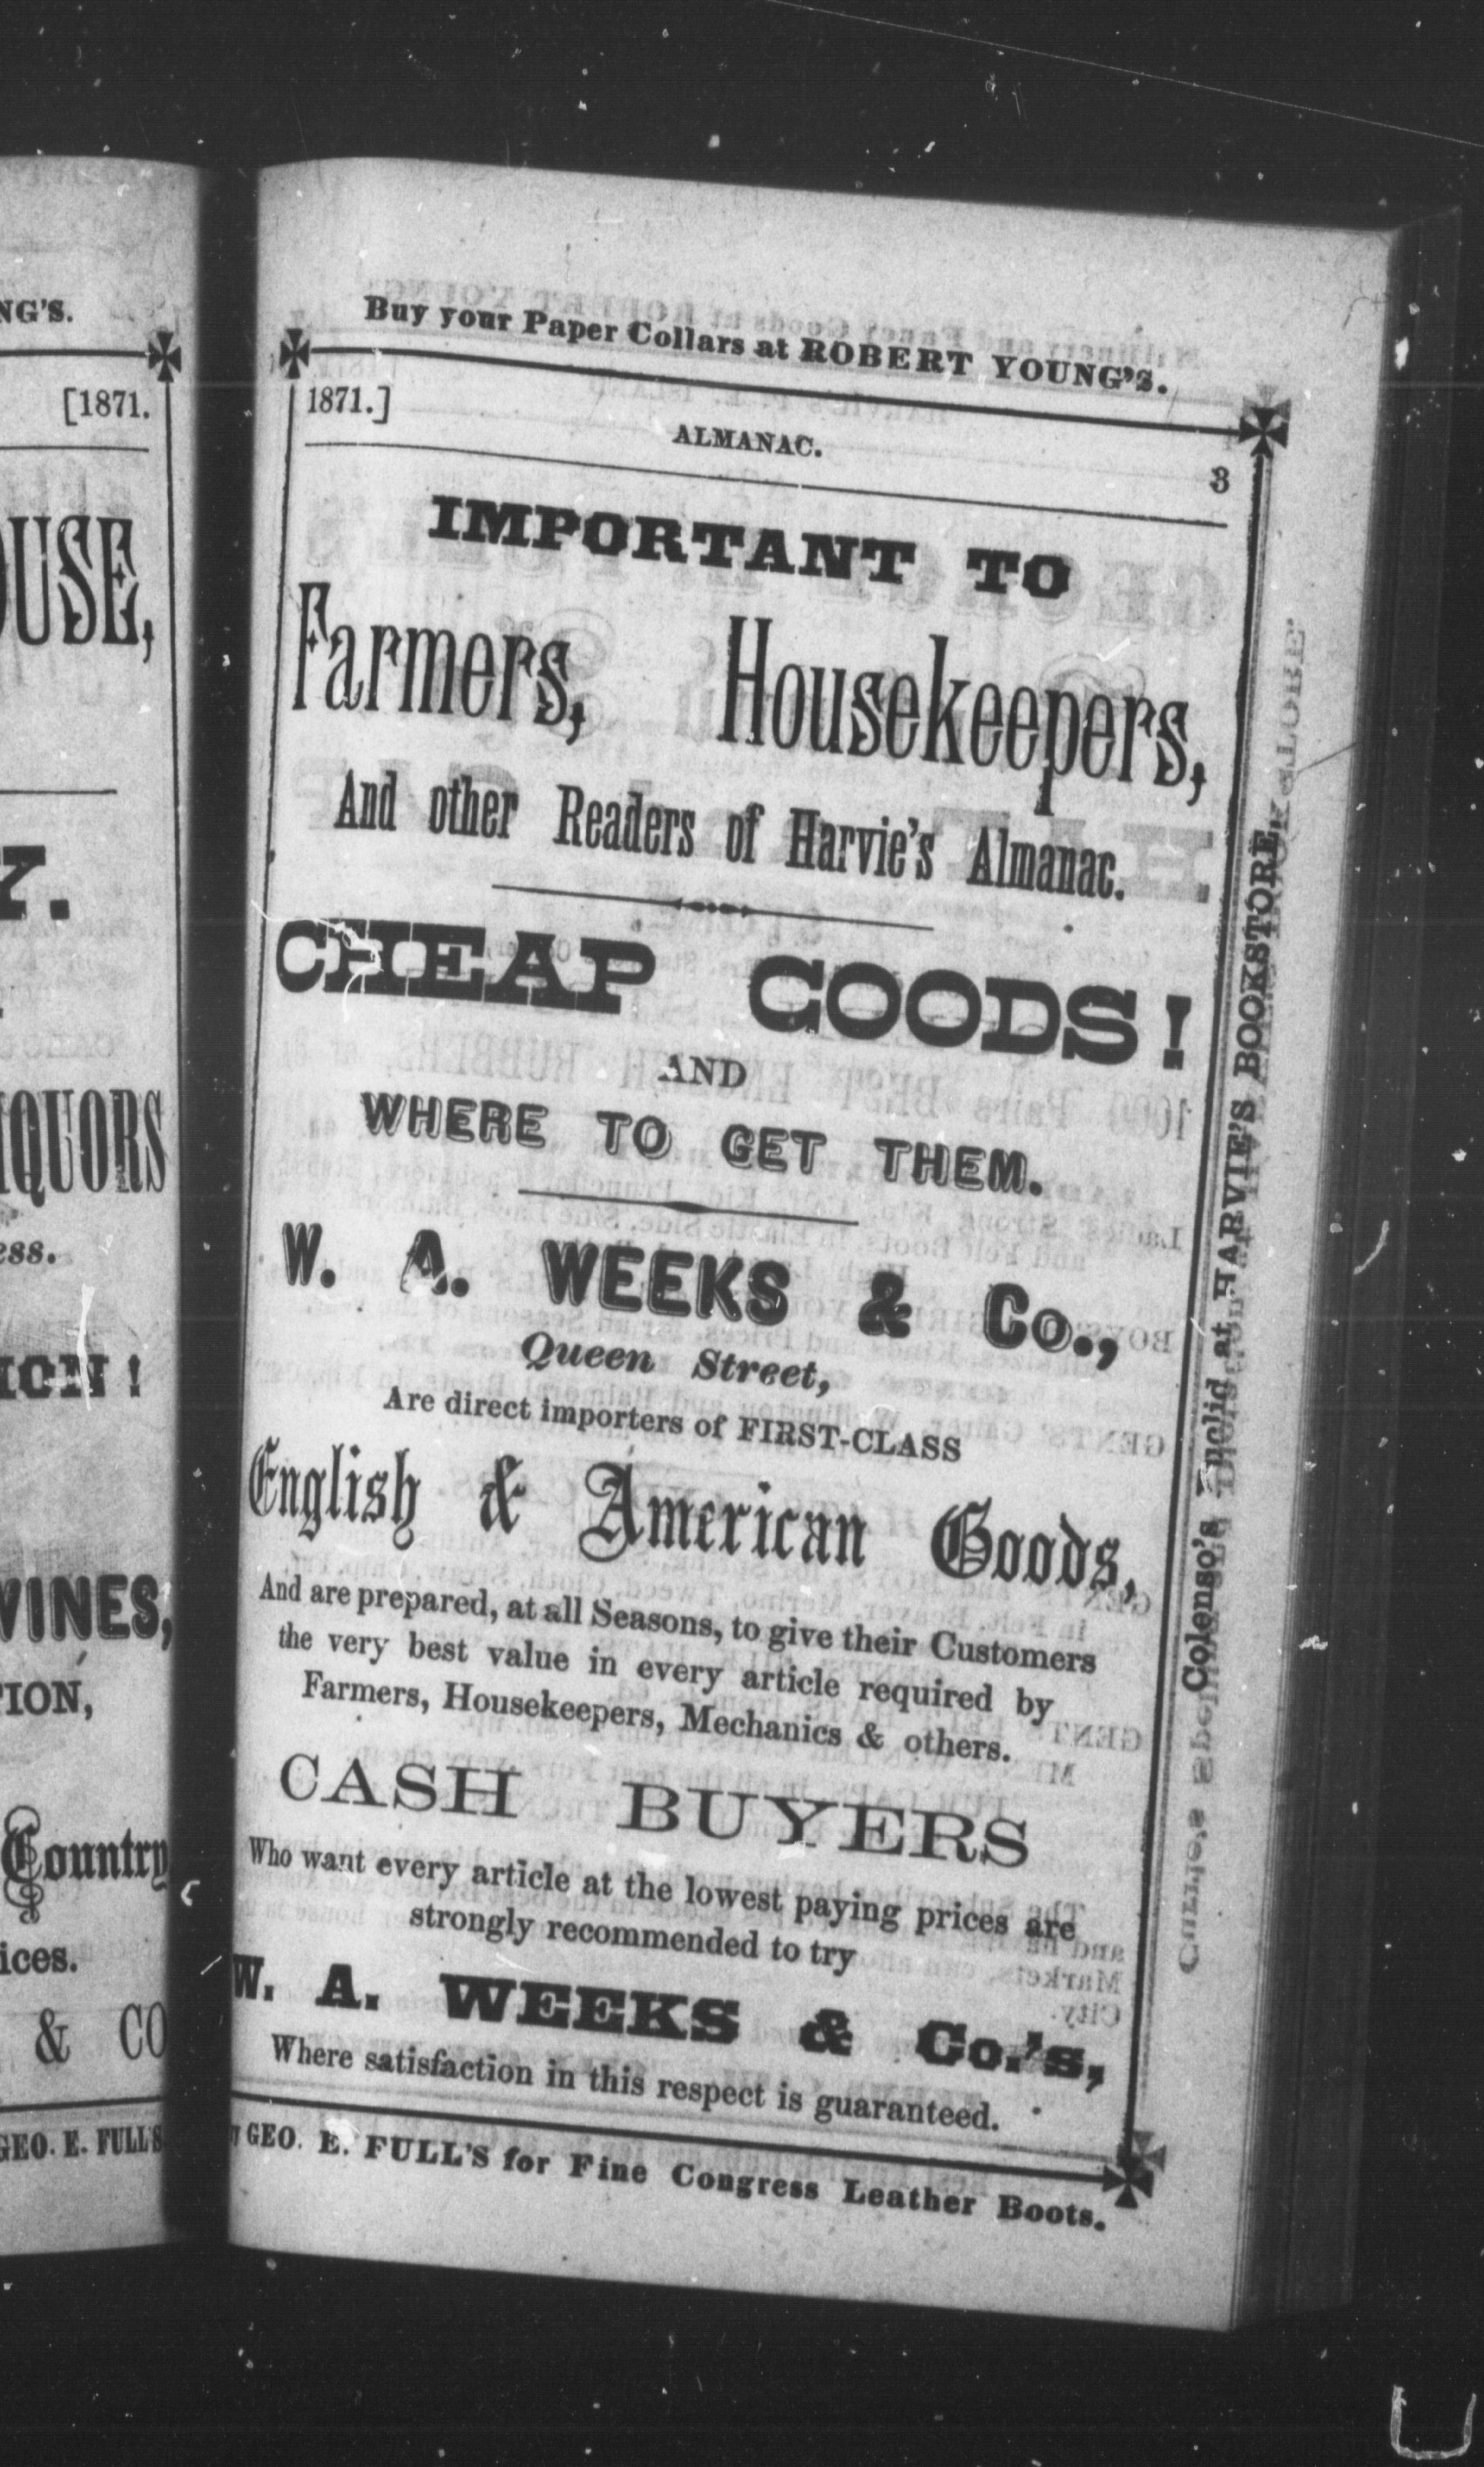 NG'S.
[1871.
OUSE,
Y.
IQUORS
ess.
ION!
WINES,
TION,
Country
ices.
& CO
GEO. E. FULL'S
Buy your Paper Collars at ROBERT YOUNG'S.
1871.]
ALMANAC.
3
IMPORTANT TO
Farmers, Housekeepers,
And other Readers of Harvie's Almanac.
CHEAP GOODS!
AND
WHERE TO GET THEM.
W. A. WEEKS & Co.,
Queen Street,
Are direct importers of FIRST-CLASS
English & American Goods,
And are prepared, at all Seasons, to give their Customers
the very best value in every article required by
Farmers, Housekeepers, Mechanics & others.
CASH BUYERS
Who want every article at the lowest paying prices are
strongly recommended to try
W. A. WEEKS & Co.'s,
Where satisfaction in this respect is guaranteed.
GEO. E. FULL'S for Fine Congress Leather Boots.
Colenso's Euclid at HARVIE'S BOOKSTORE